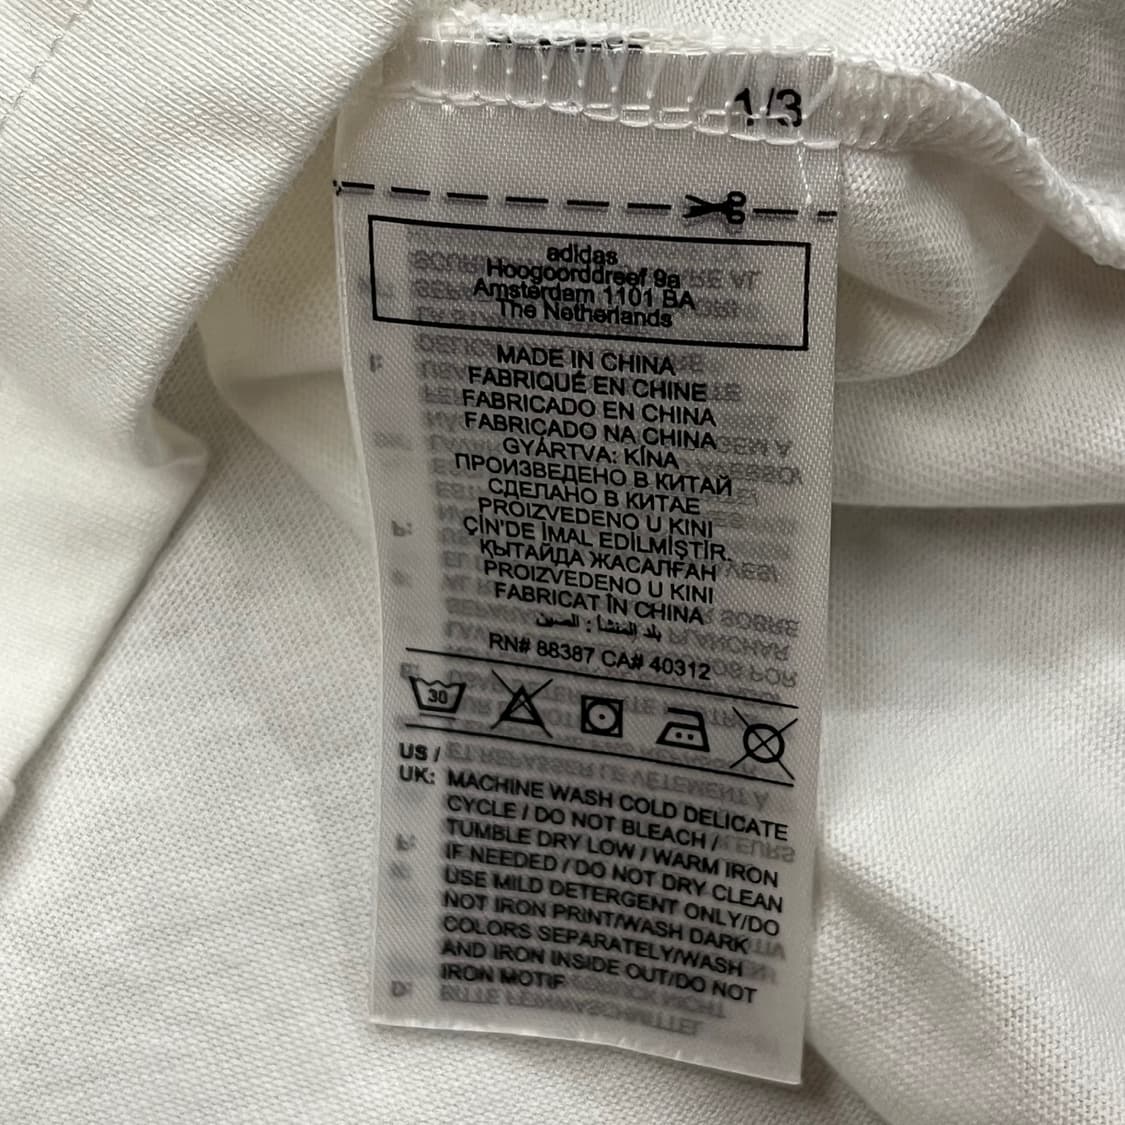 1/3
adidas
Hoogoorddreef 9a
Amsterdam 1101 BA
The Netherlands
MADE IN CHINA
FABRIQUÉ EN CHINE
FABRICADO EN CHINA
FABRICADO NA CHINA
GYÁRTVA: KÍNA
ПРОИЗВЕДЕНО В КИТАЙ
СДЕЛАНО В КИТАЕ
PROIZVEDENO U KINI
ÇİN'DE İMAL EDİLMİŞTİR.
ҚЫТАЙДА ЖАСАЛҒАН
PROIZVEDENO U KINI
FABRICAT ÎN CHINA
بلد المنشأ : الصين
RN# 88387 CA# 40312
30
US /
UK: MACHINE WASH COLD DELICATE
CYCLE / DO NOT BLEACH /
TUMBLE DRY LOW / WARM IRON
IF NEEDED / DO NOT DRY CLEAN
USE MILD DETERGENT ONLY/DO
NOT IRON PRINT/WASH DARK
COLORS SEPARATELY/WASH
AND IRON INSIDE OUT/DO NOT
IRON MOTIF